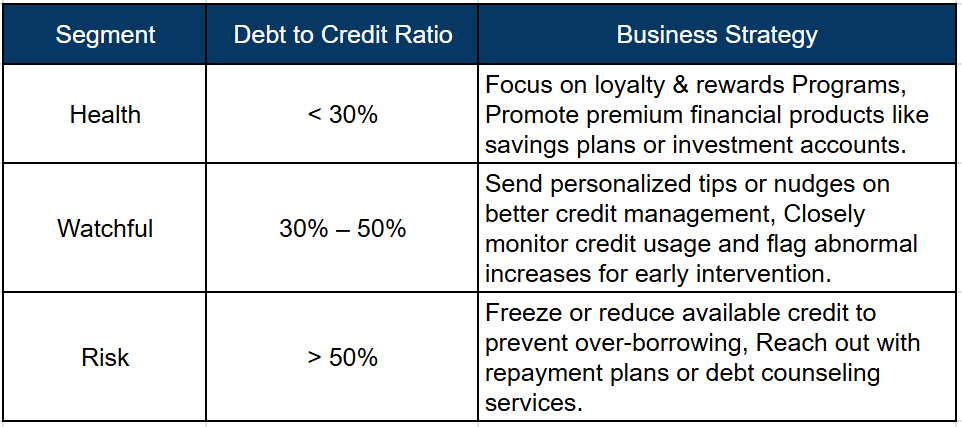 Segment
Debt to Credit Ratio
Business Strategy
Health
< 30%
Focus on loyalty & rewards Programs,
Promote premium financial products like
savings plans or investment accounts.
Watchful
30% – 50%
Send personalized tips or nudges on
better credit management, Closely
monitor credit usage and flag abnormal
increases for early intervention.
Risk
> 50%
Freeze or reduce available credit to
prevent over-borrowing, Reach out with
repayment plans or debt counseling
services.